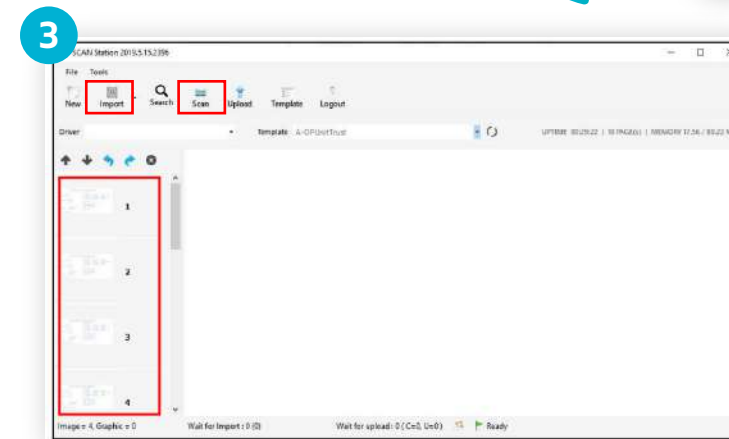 3
SCAN Station 2019.5.15.2396
File Tools
New Import Search Scan Upload Template Logout
Driver Template A-OPUnitTrust
1
2
3
4
Image = 4, Graphic = 0 Wait for Import : 0 (0) Wait for upload : 0 ( C=0, U=0 ) Ready